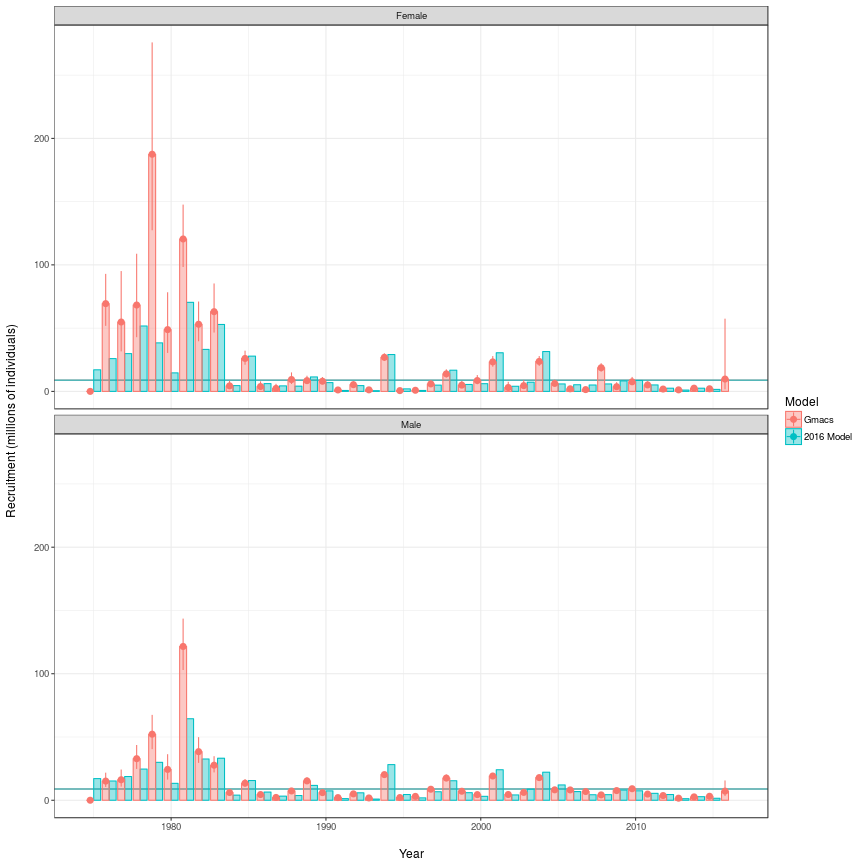 Female
200
100
0
Male
200
100
0
1980
1990
2000
2010
Year
Recruitment (millions of individuals)
Model
Gmacs
2016 Model